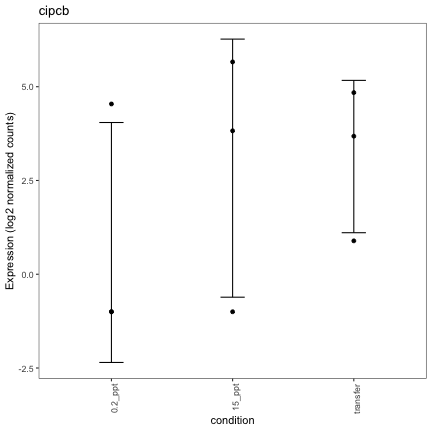 cipcb
Expression (log2 normalized counts)
5.0
2.5
0.0
-2.5
0.2_ppt
15_ppt
transfer
condition